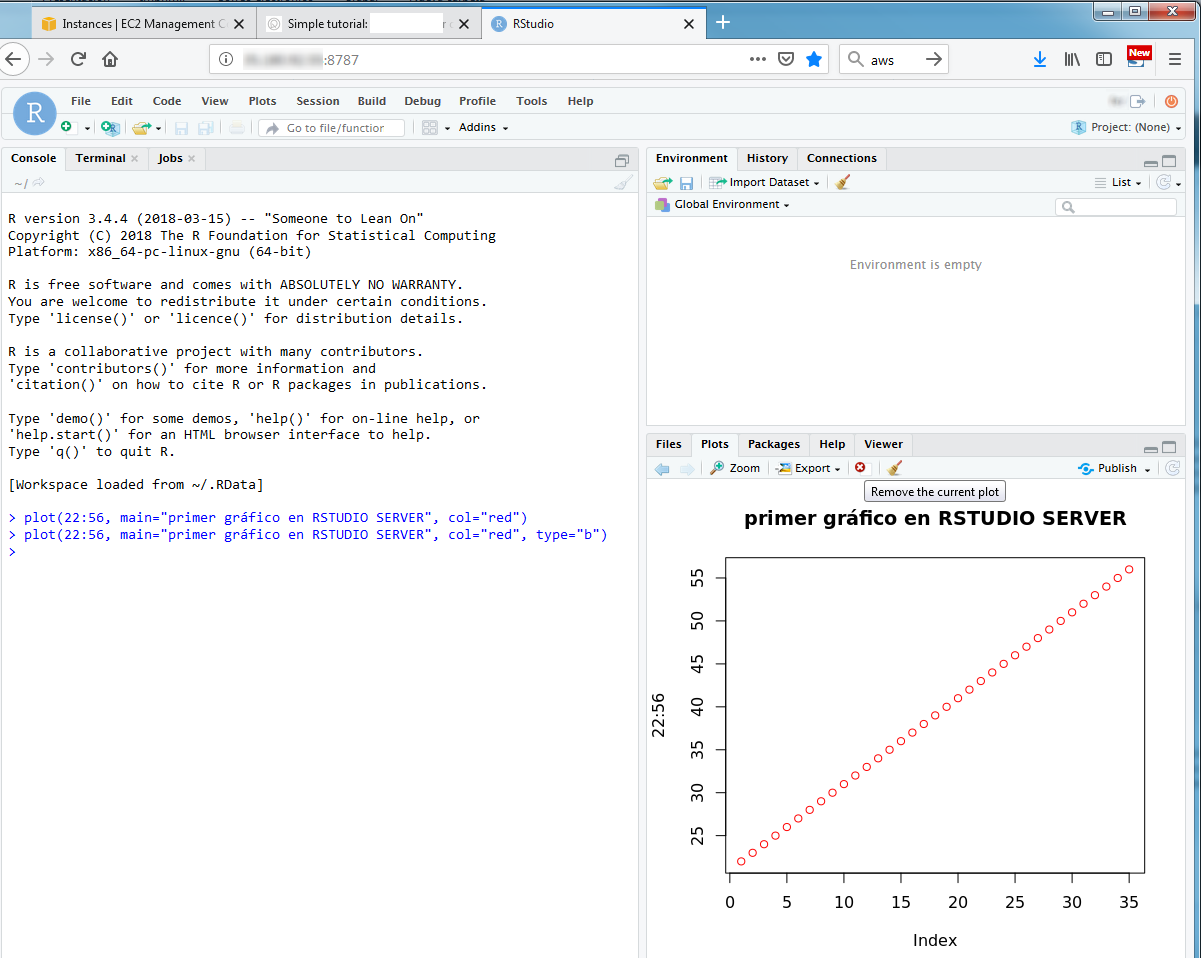 Instances | EC2 Management C
Simple tutorial:
RStudio
:8787
aws
New
R
File Edit Code View Plots Session Build Debug Profile Tools Help
Go to file/functior
Addins
Project: (None)
Console Terminal Jobs
~/
R version 3.4.4 (2018-03-15) -- "Someone to Lean On"
Copyright (C) 2018 The R Foundation for Statistical Computing
Platform: x86_64-pc-linux-gnu (64-bit)
R is free software and comes with ABSOLUTELY NO WARRANTY.
You are welcome to redistribute it under certain conditions.
Type 'license()' or 'licence()' for distribution details.
R is a collaborative project with many contributors.
Type 'contributors()' for more information and
'citation()' on how to cite R or R packages in publications.
Type 'demo()' for some demos, 'help()' for on-line help, or
'help.start()' for an HTML browser interface to help.
Type 'q()' to quit R.
[Workspace loaded from ~/.RData]
> plot(22:56, main="primer gráfico en RSTUDIO SERVER", col="red")
> plot(22:56, main="primer gráfico en RSTUDIO SERVER", col="red", type="b")
>
Environment History Connections
Import Dataset
List
Global Environment
Environment is empty
Files Plots Packages Help Viewer
Zoom Export Publish
Remove the current plot
primer gráfico en RSTUDIO SERVER
55
50
45
40
35
30
25
22:56
0 5 10 15 20 25 30 35
Index